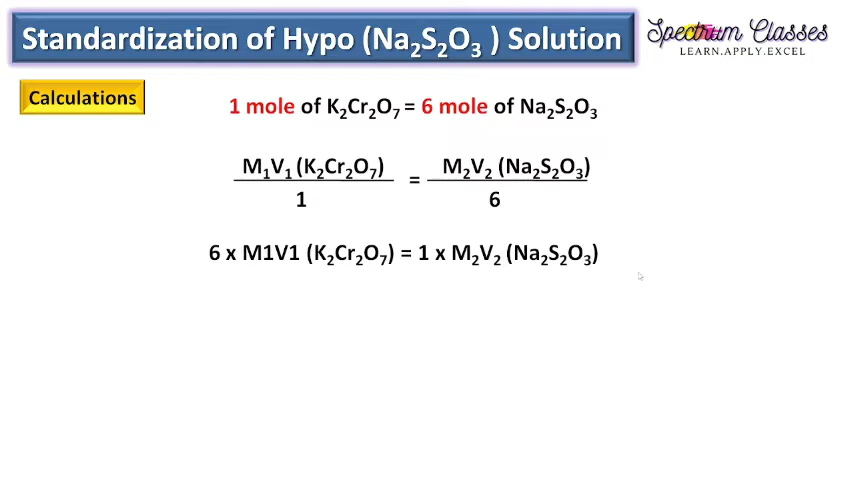 Standardization of Hypo (Na₂S₂O₃ ) Solution
Spectrum Classes
LEARN.APPLY.EXCEL
Calculations
1 mole of K₂Cr₂O₇ = 6 mole of Na₂S₂O₃
M₁V₁ (K₂Cr₂O₇) = M₂V₂ (Na₂S₂O₃)
1 6
6 x M1V1 (K₂Cr₂O₇) = 1 x M₂V₂ (Na₂S₂O₃)